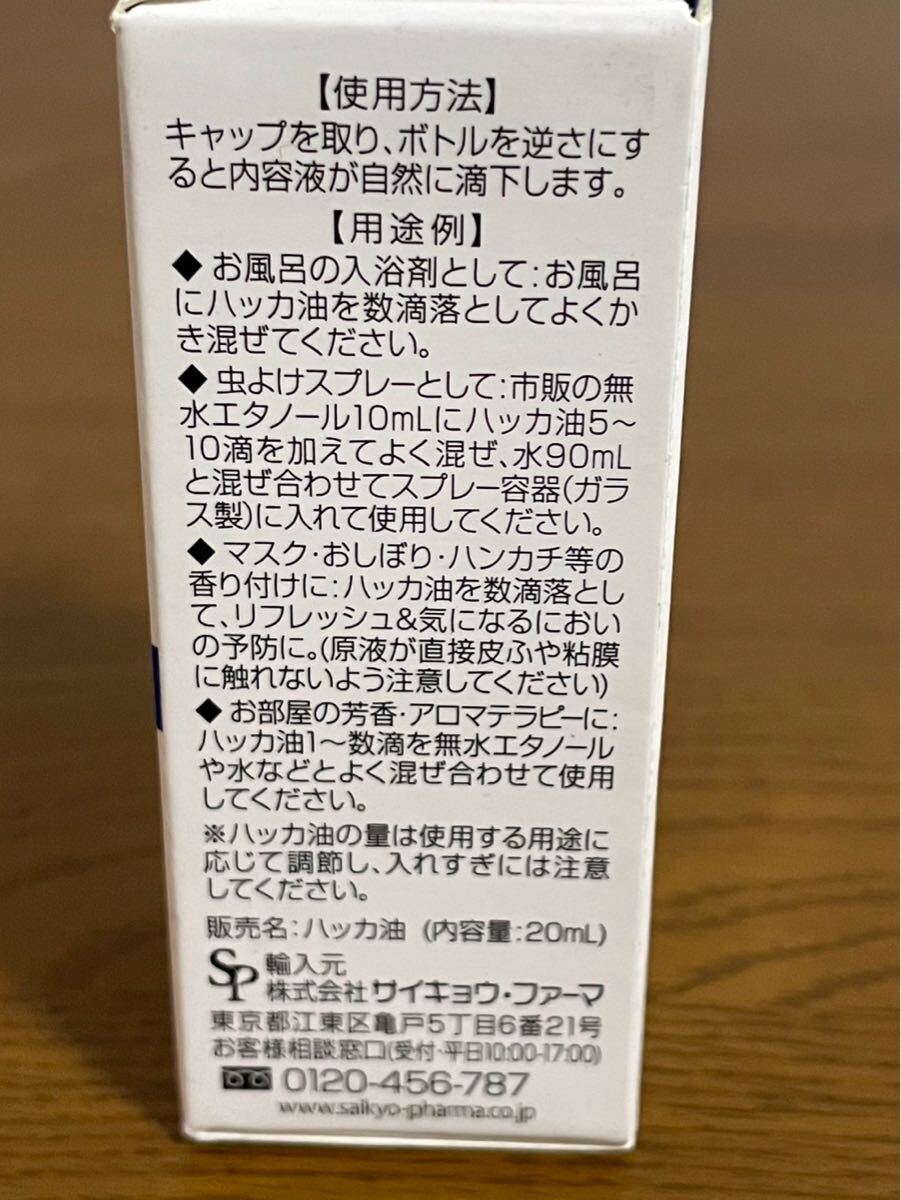 【使用方法】
キャップを取り、ボトルを逆さにす
ると内容液が自然に滴下します。
【用途例】
◆ お風呂の入浴剤として:お風呂
にハッカ油を数滴落としてよくか
き混ぜてください。
◆ 虫よけスプレーとして:市販の無
水エタノール10mLにハッカ油5〜
10滴を加えてよく混ぜ、水90mL
と混ぜ合わせてスプレー容器(ガラ
ス製)に入れて使用してください。
◆ マスク・おしぼり・ハンカチ等の
香り付けに:ハッカ油を数滴落とし
て、リフレッシュ&気になるにおい
の予防に。(原液が直接皮ふや粘膜
に触れないよう注意してください)
◆ お部屋の芳香・アロマテラピーに:
ハッカ油1〜数滴を無水エタノール
や水などとよく混ぜ合わせて使用
してください。
※ハッカ油の量は使用する用途に
応じて調節し、入れすぎには注意
してください。
販売名:ハッカ油 (内容量:20mL)
SP 輸入元
株式会社 サイキョウ・ファーマ
東京都江東区亀戸5丁目6番21号
お客様相談窓口(受付・平日10:00-17:00)
0120-456-787
www.saikyo-pharma.co.jp